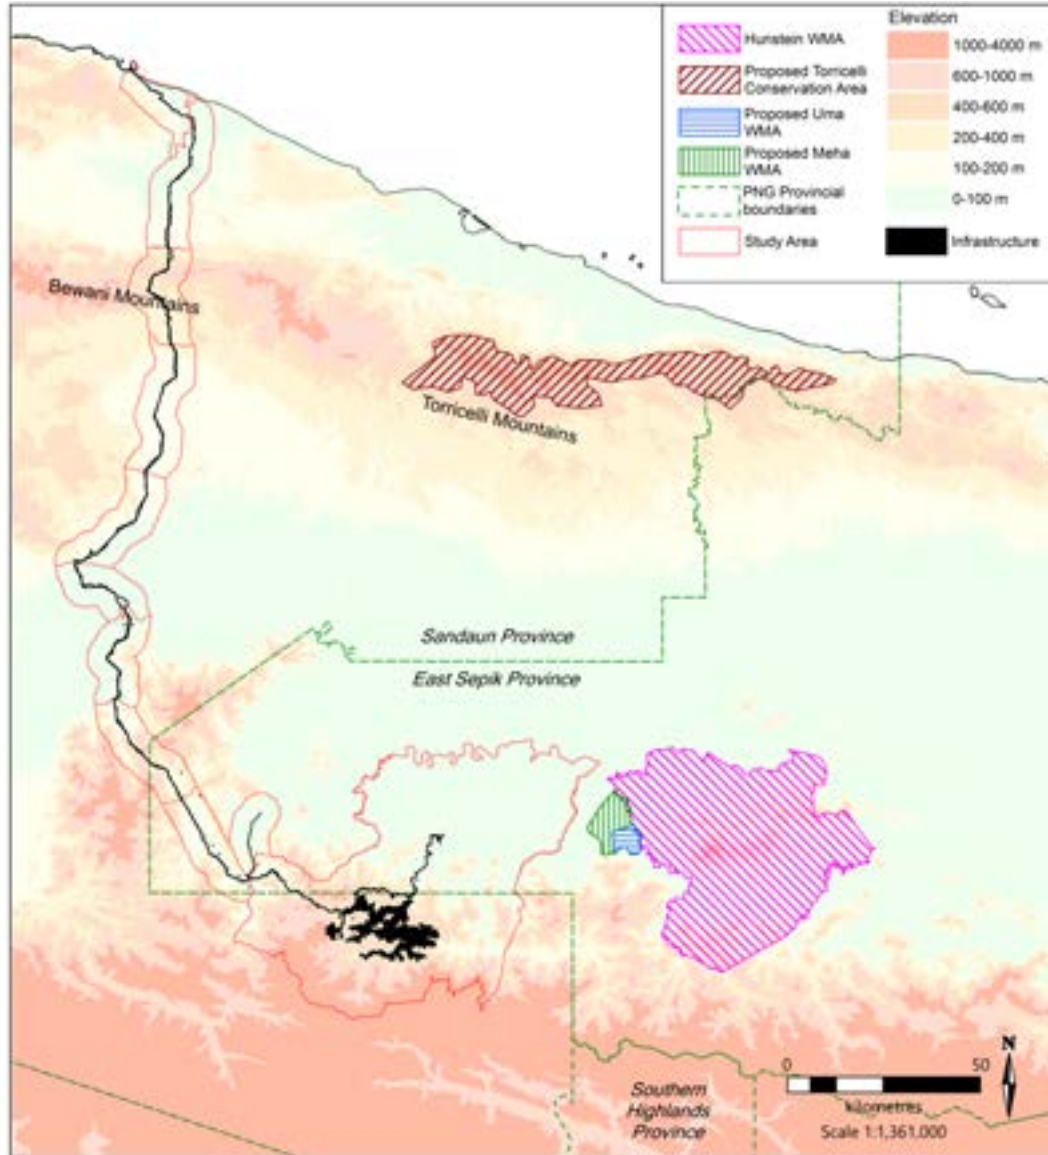 Hunstein WMA
Proposed Torricelli
Conservation Area
Proposed Uma
WMA
Proposed Meha
WMA
PNG Provincial
boundaries
Study Area
Elevation
1000-4000 m
600-1000 m
400-600 m
200-400 m
100-200 m
0-100 m
Infrastructure
Bewani Mountains
Torricelli Mountains
Sandaun Province
East Sepik Province
Southern
Highlands
Province
N
0
50
kilometres
Scale 1:1,361,000